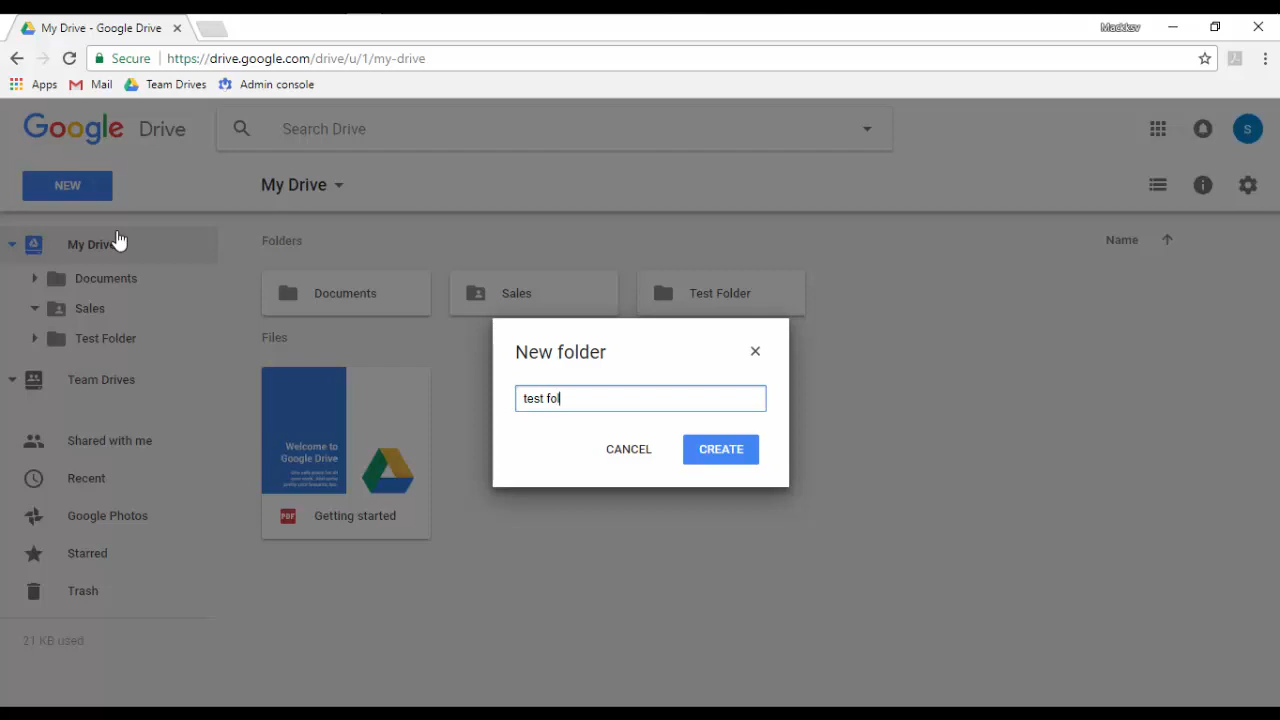 My Drive - Google Drive
Mackksv
Secure https://drive.google.com/drive/u/1/my-drive
Apps Mail Team Drives Admin console
Google Drive
Search Drive
S
NEW
My Drive
My Drive
Documents
Sales
Test Folder
Team Drives
Shared with me
Recent
Google Photos
Starred
Trash
21 KB used
Folders
Name
Documents
Sales
Test Folder
Files
Welcome to
Google Drive
PDF
Getting started
New folder
test fol
CANCEL
CREATE